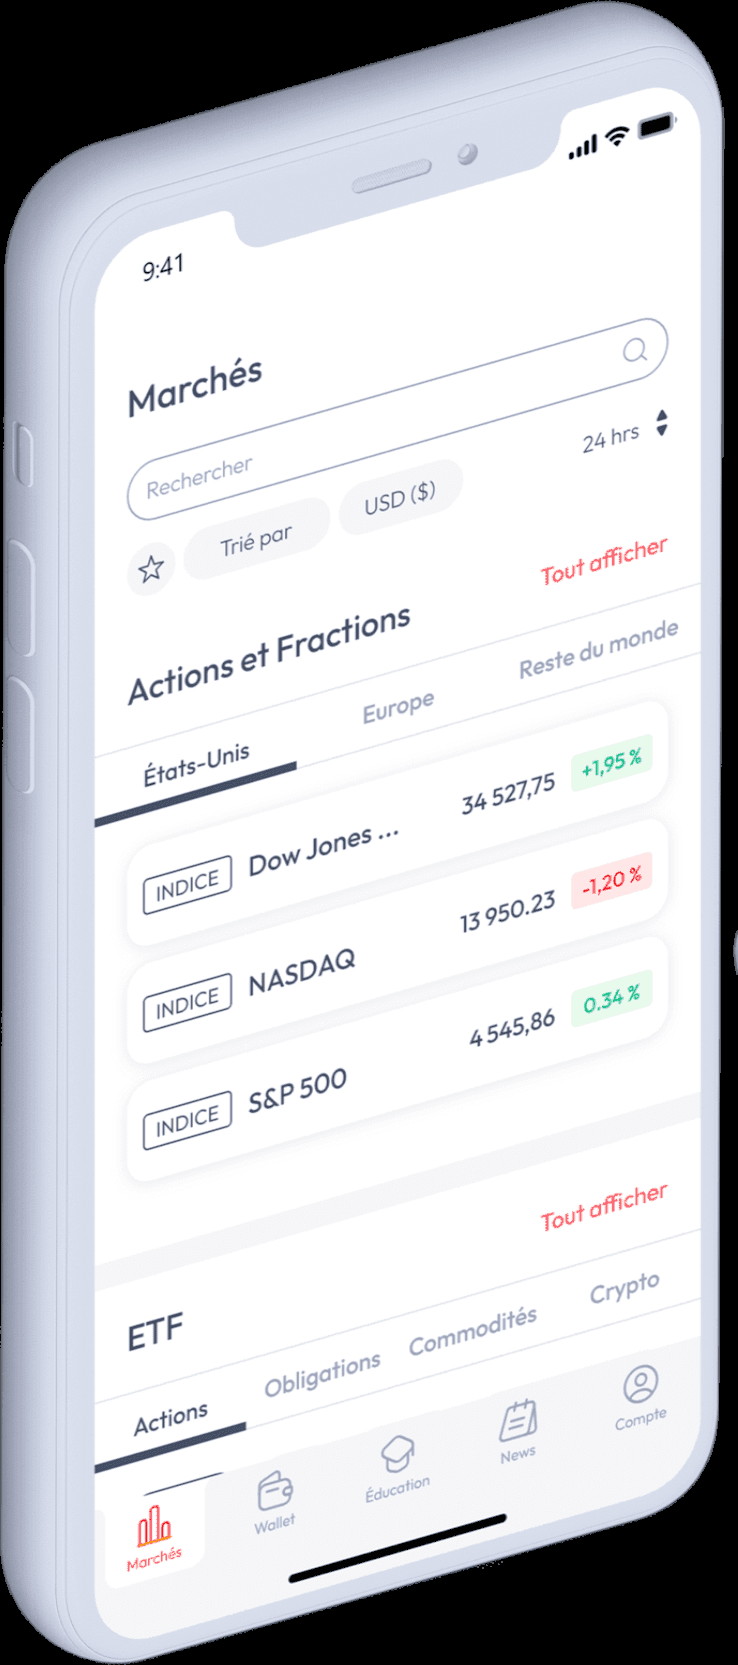 9:41
Marchés
Rechercher
24 hrs
Trié par
USD ($)
Tout afficher
Actions et Fractions
États-Unis
Europe
Reste du monde
INDICE Dow Jones ... 34 527,75 +1,95 %
INDICE NASDAQ 13 950.23 -1,20 %
INDICE S&P 500 4 545,86 0.34 %
Tout afficher
ETF
Actions
Obligations
Commodités
Crypto
Marchés
Wallet
Éducation
News
Compte